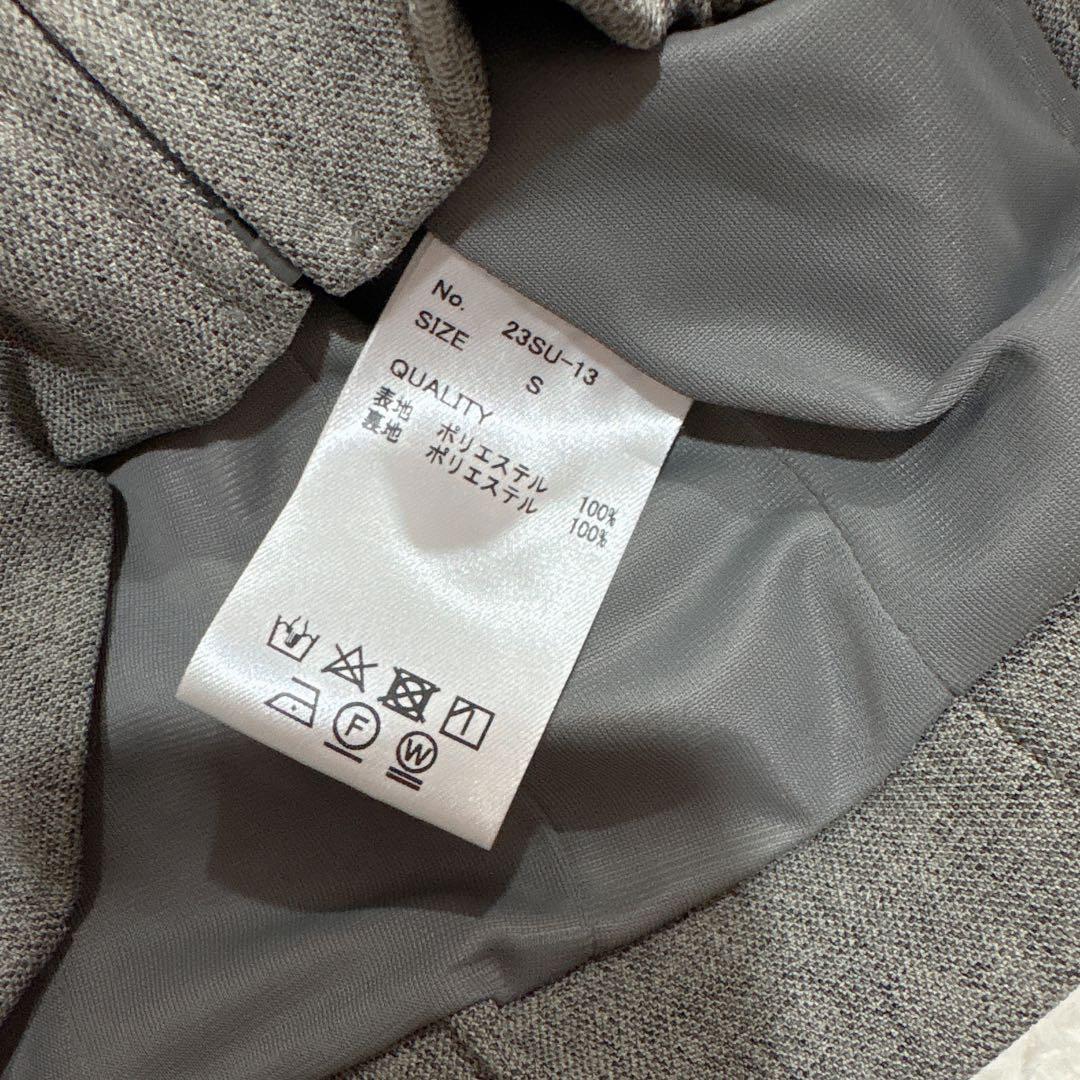 No. 23SU-13
SIZE S
QUALITY
表地 ポリエステル 100%
裏地 ポリエステル 100%
F
W